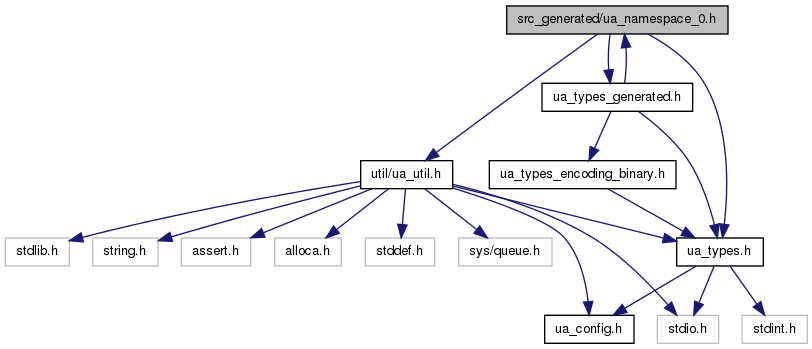 src_generated/ua_namespace_0.h
ua_types_generated.h
util/ua_util.h
ua_types_encoding_binary.h
stdlib.h
string.h
assert.h
alloca.h
stddef.h
sys/queue.h
ua_types.h
ua_config.h
stdio.h
stdint.h